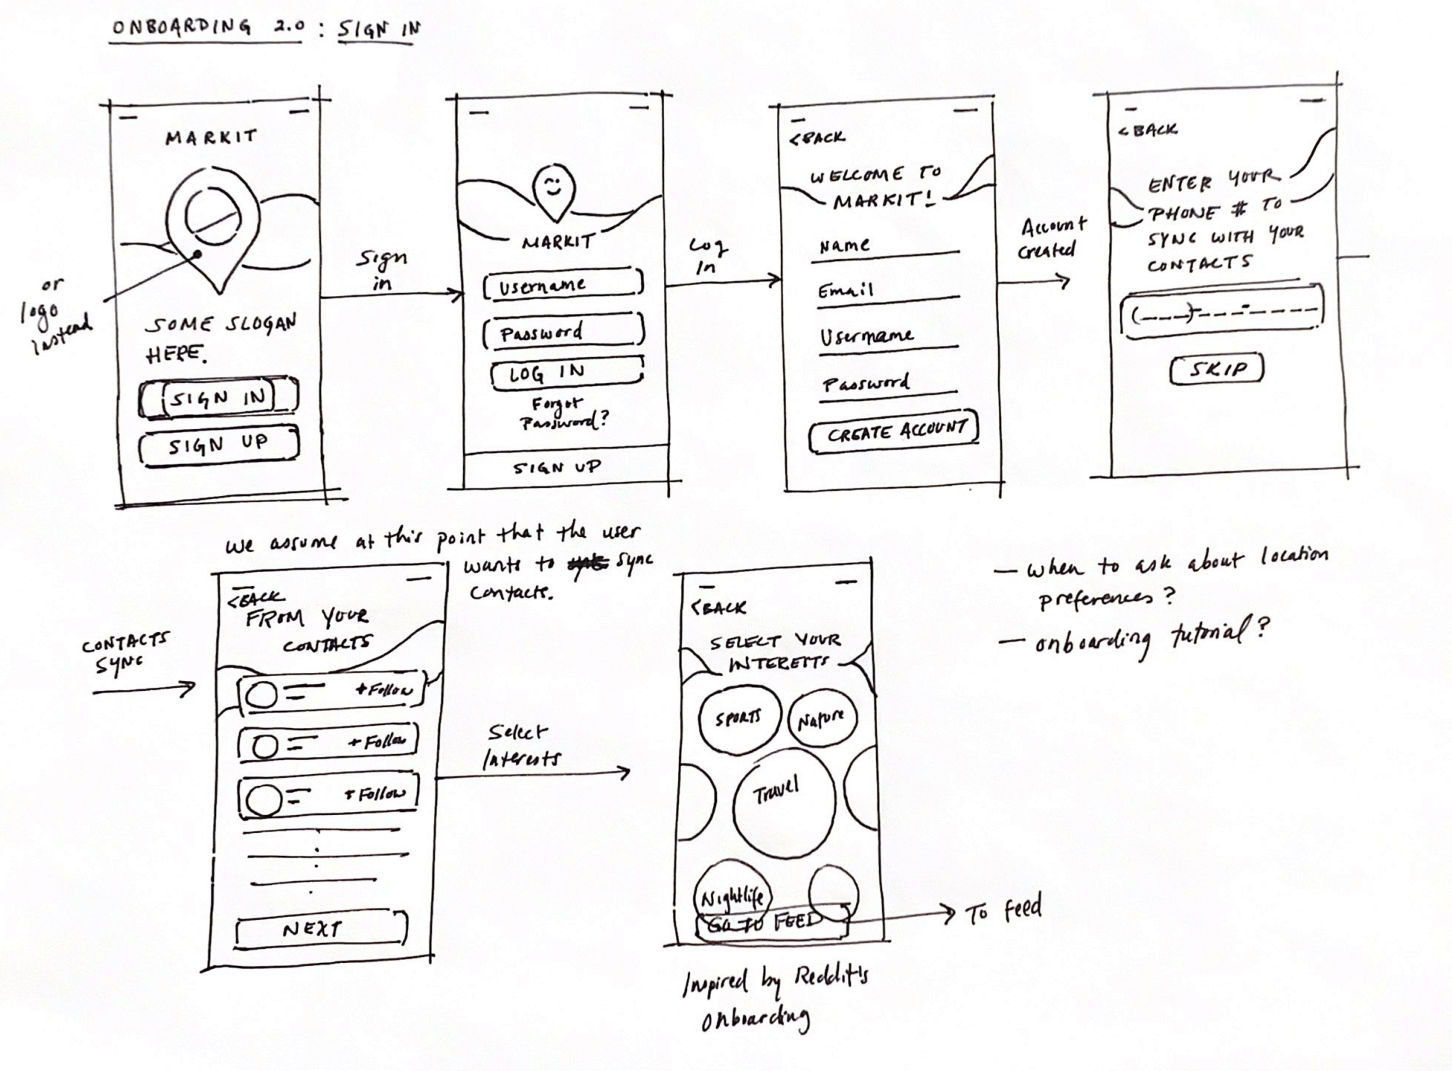 ONBOARDING 2.0 : SIGN IN
MARKIT
or
logo
instead
SOME SLOGAN
HERE.
SIGN IN
SIGN UP
Sign
in
MARKIT
Username
Password
LOG IN
Forgot
Password?
SIGN UP
Log
In
<BACK
WELCOME TO
MARKIT!
Name
Email
Username
Password
CREATE ACCOUNT
Account
Created
<BACK
ENTER YOUR
PHONE # TO
SYNC WITH YOUR
CONTACTS
(___)---------
SKIP
we assume at this point that the user
wants to sync
contacts.
CONTACTS
SYNC
<BACK
FROM YOUR
CONTACTS
+Follow
+Follow
+Follow
NEXT
Select
Interests
<BACK
SELECT YOUR
INTERETTS
SPORTS
Nature
Travel
Nightlife
GO TO FEED
To feed
Inspired by Reddit's
onboarding
— when to ask about location
preferences?
— onboarding tutorial?